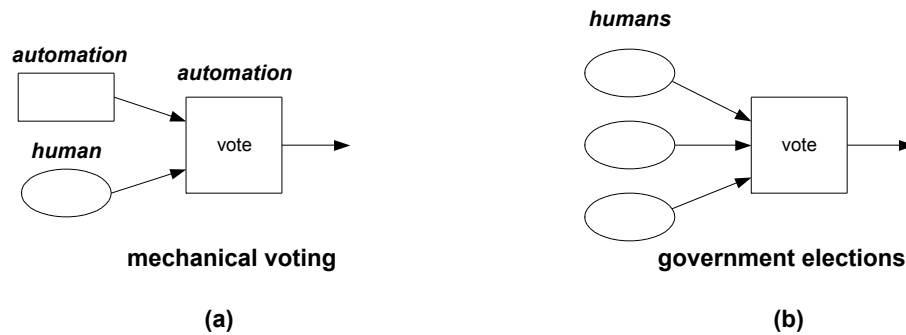 automation
automation
human
vote
mechanical voting
(a)
humans
vote
government elections
(b)